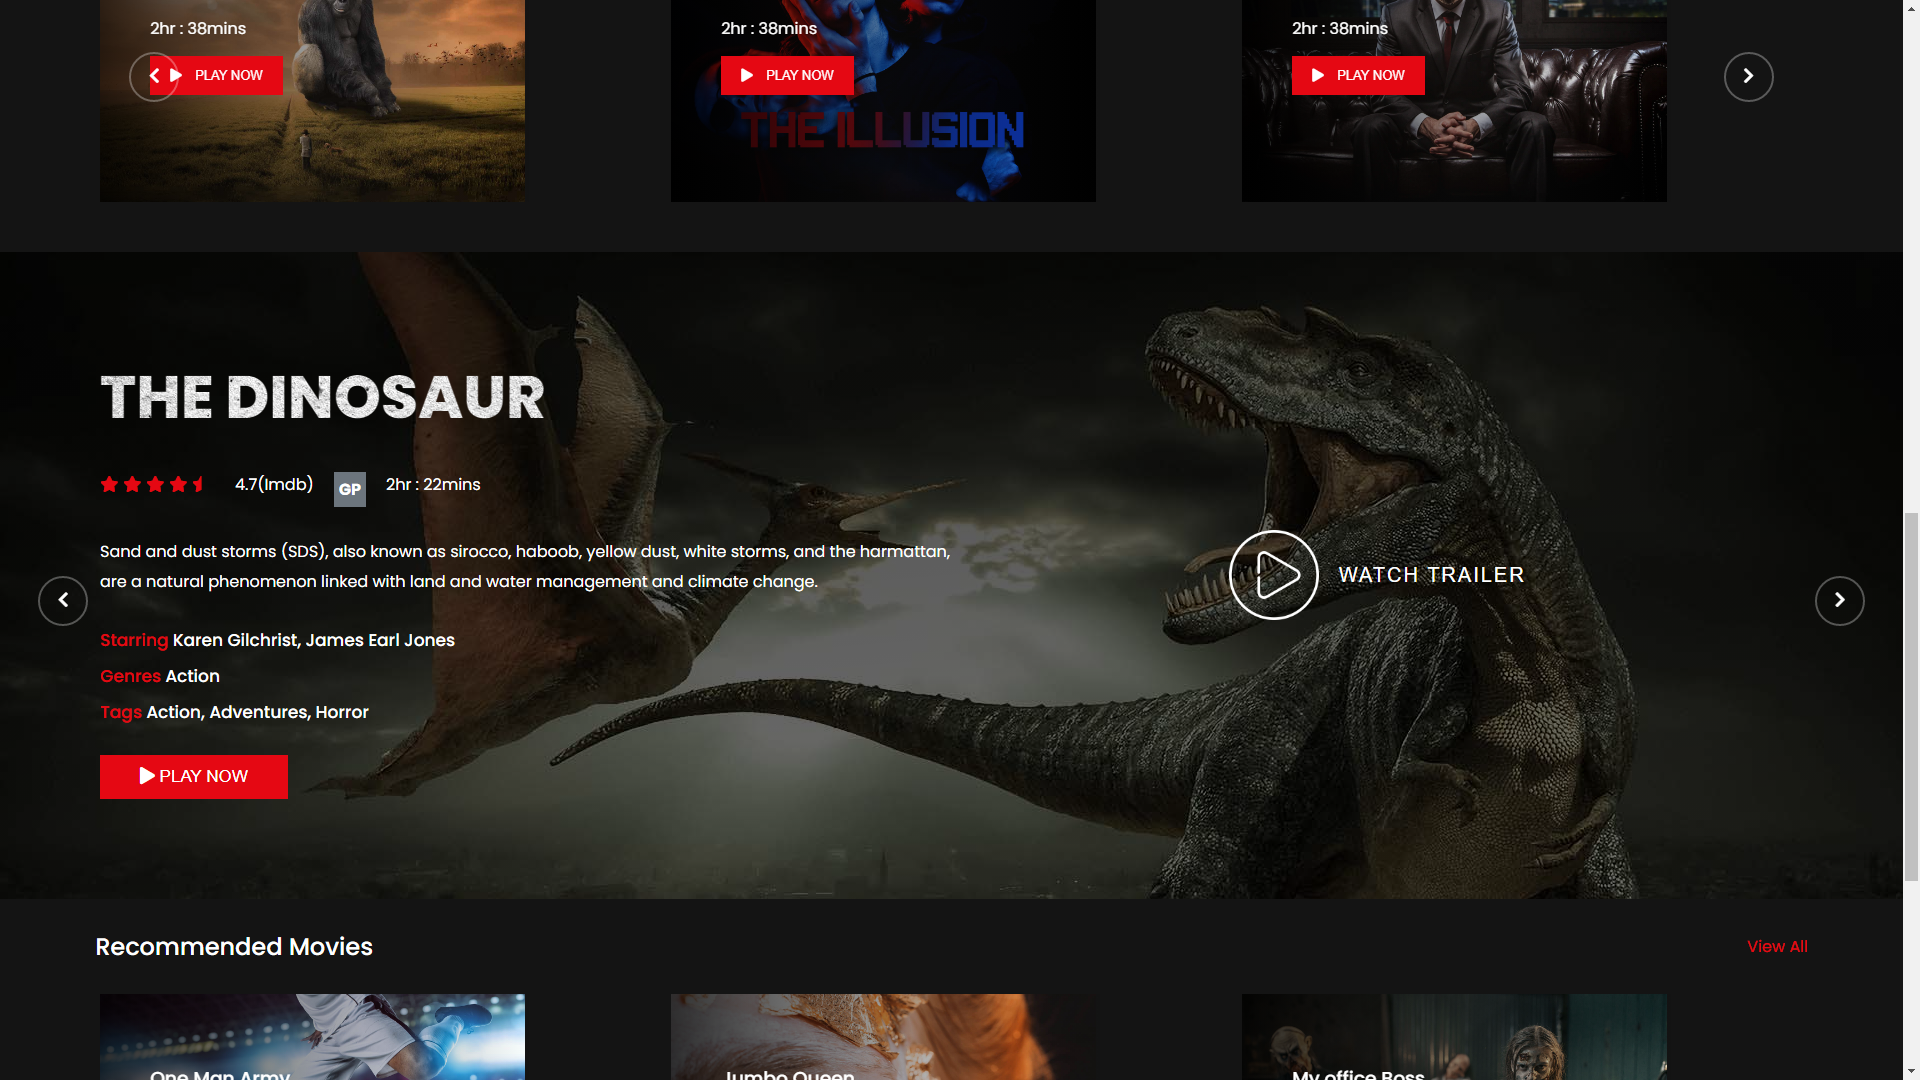 2hr : 38mins
PLAY NOW
2hr : 38mins
PLAY NOW
THE ILLUSION
2hr : 38mins
PLAY NOW
THE DINOSAUR
4.7(Imdb) GP 2hr : 22mins
Sand and dust storms (SDS), also known as sirocco, haboob, yellow dust, white storms, and the harmattan,
are a natural phenomenon linked with land and water management and climate change.
WATCH TRAILER
Starring Karen Gilchrist, James Earl Jones
Genres Action
Tags Action, Adventures, Horror
PLAY NOW
Recommended Movies
View All
One Man Army
Jumbo Queen
My office Boss